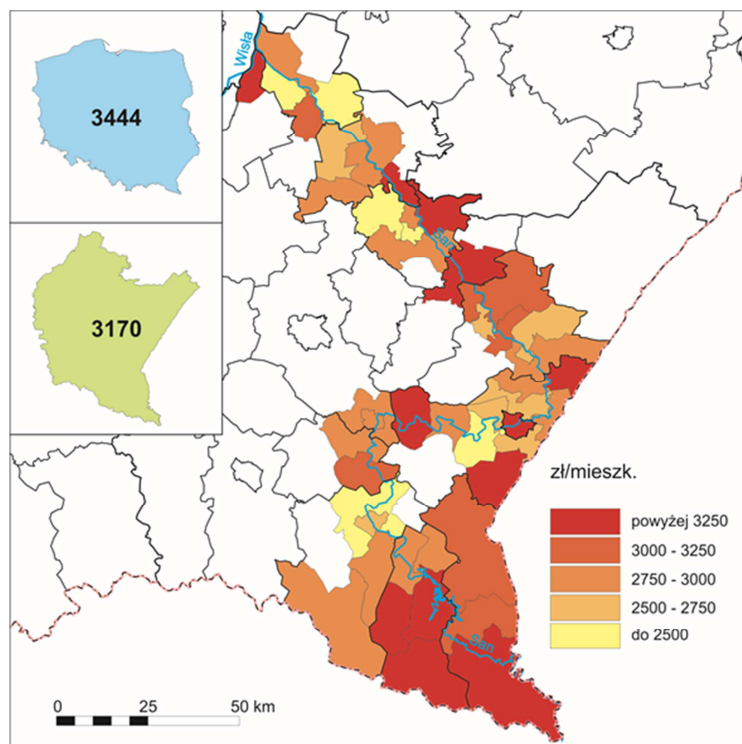 3444
3170
Wisła
San
San
zł/mieszk.
powyżej 3250
3000 - 3250
2750 - 3000
2500 - 2750
do 2500
0 25 50 km